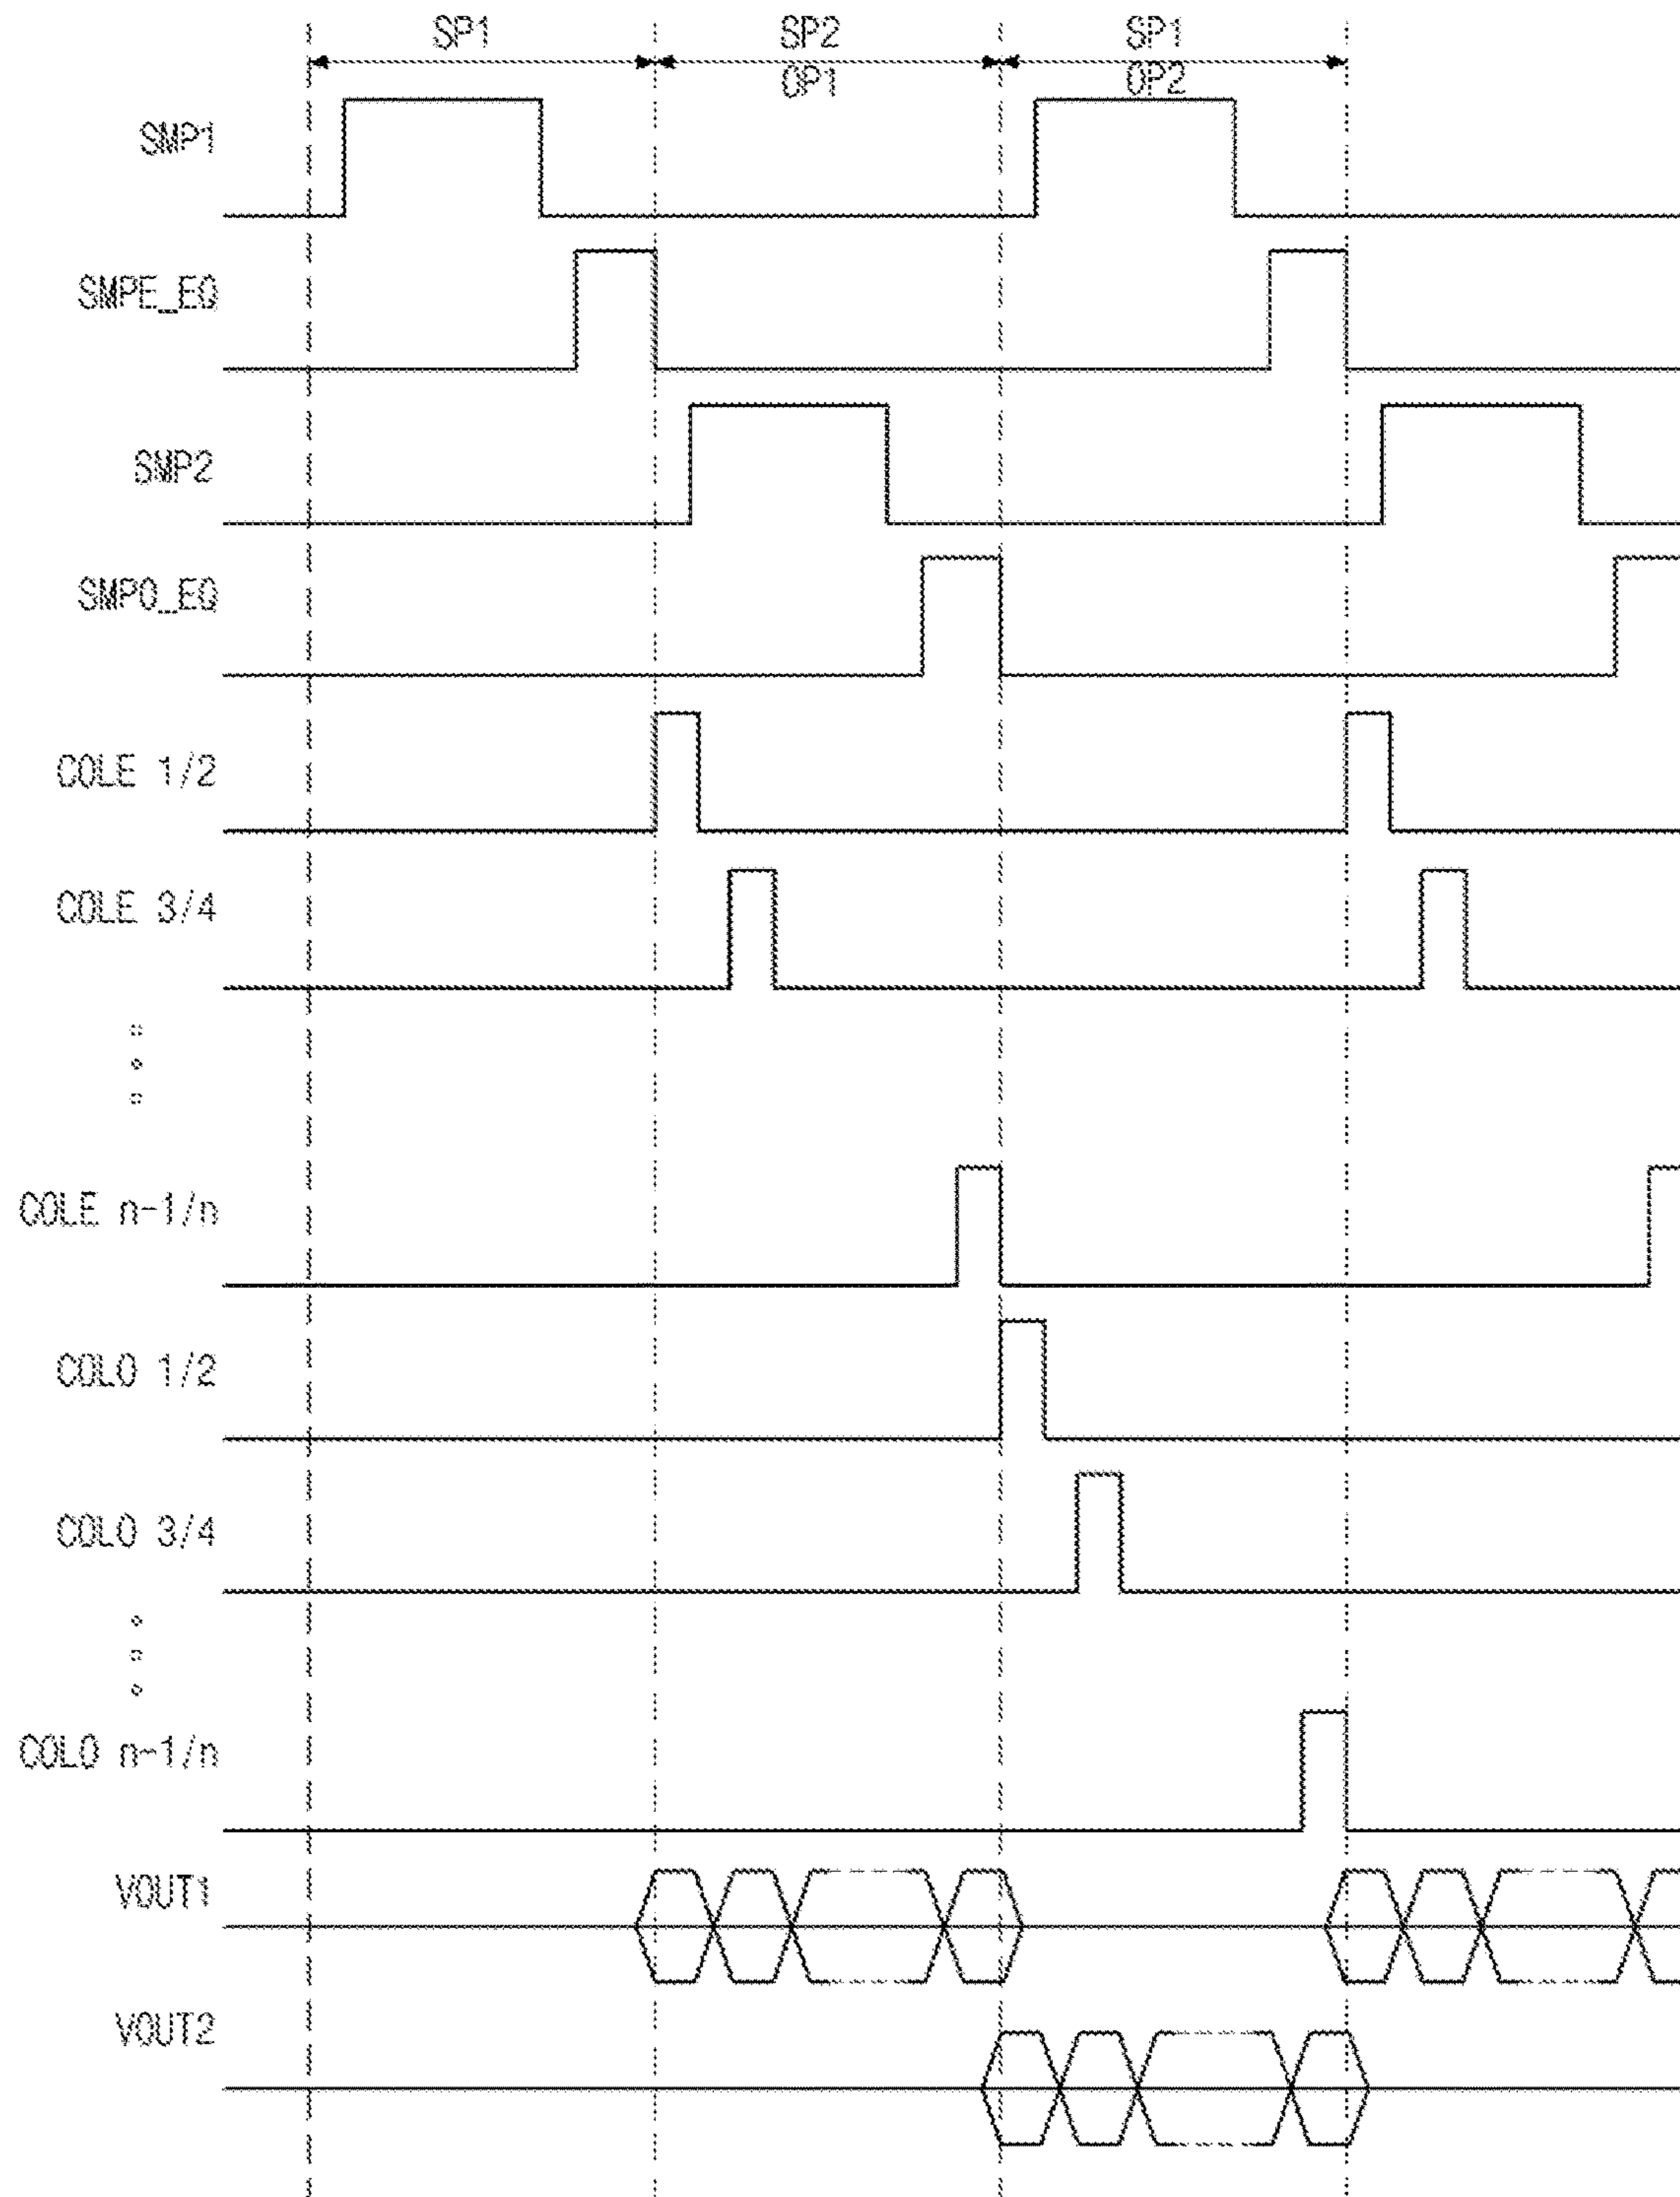 SP1 SP2 SP1
OP1 OP2
SMP1
SMPE_EQ
SMP2
SMPO_EQ
COLE 1/2
COLE 3/4
COLE n-1/n
COLO 1/2
COLO 3/4
COLO n-1/n
VOUT1
VOUT2